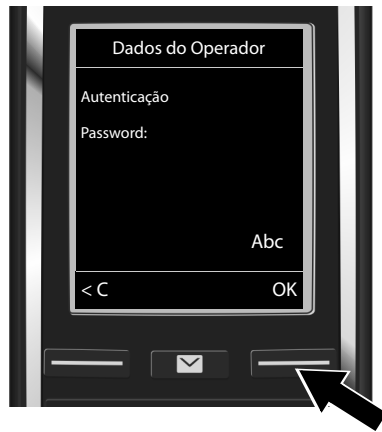 Dados do Operador
Autenticação
Password:
Abc
< C
OK